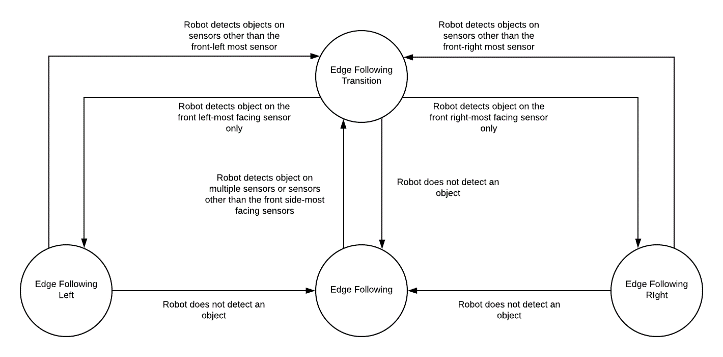 Robot detects objects on
sensors other than the
front-left most sensor
Robot detects objects on
sensors other than the
front-right most sensor
Edge Following
Transition
Robot detects object on the
front left-most facing sensor
only
Robot detects object on the
front right-most facing sensor
only
Robot detects object on
multiple sensors or sensors
other than the front side-most
facing sensors
Robot does not detect an
object
Edge Following
Left
Edge Following
Edge Following
RIght
Robot does not detect an
object
Robot does not detect an
object